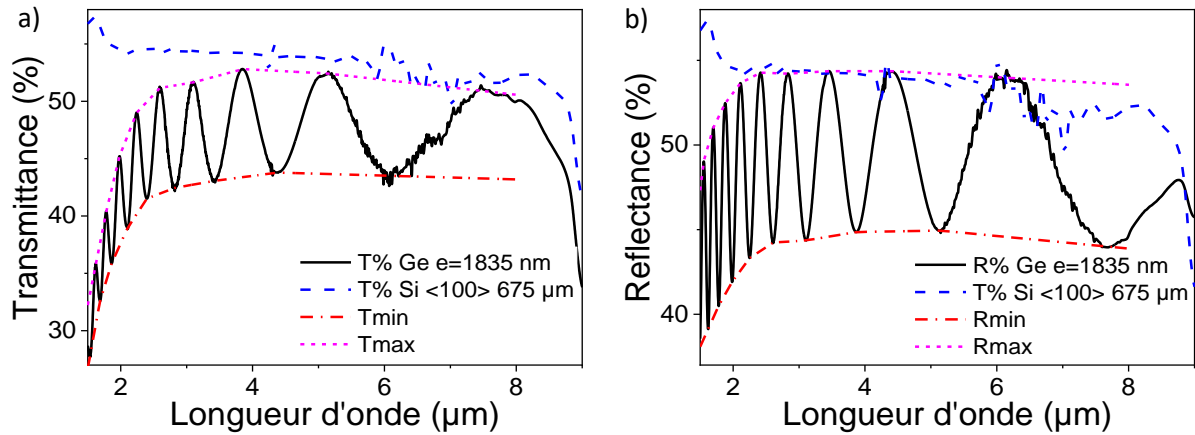 a)
Transmittance (%)
50
40
30
T% Ge e=1835 nm
T% Si <100> 675 µm
Tmin
Tmax
2
4
6
8
Longueur d'onde (µm)
b)
Reflectance (%)
50
40
R% Ge e=1835 nm
T% Si <100> 675 µm
Rmin
Rmax
2
4
6
8
Longueur d'onde (µm)